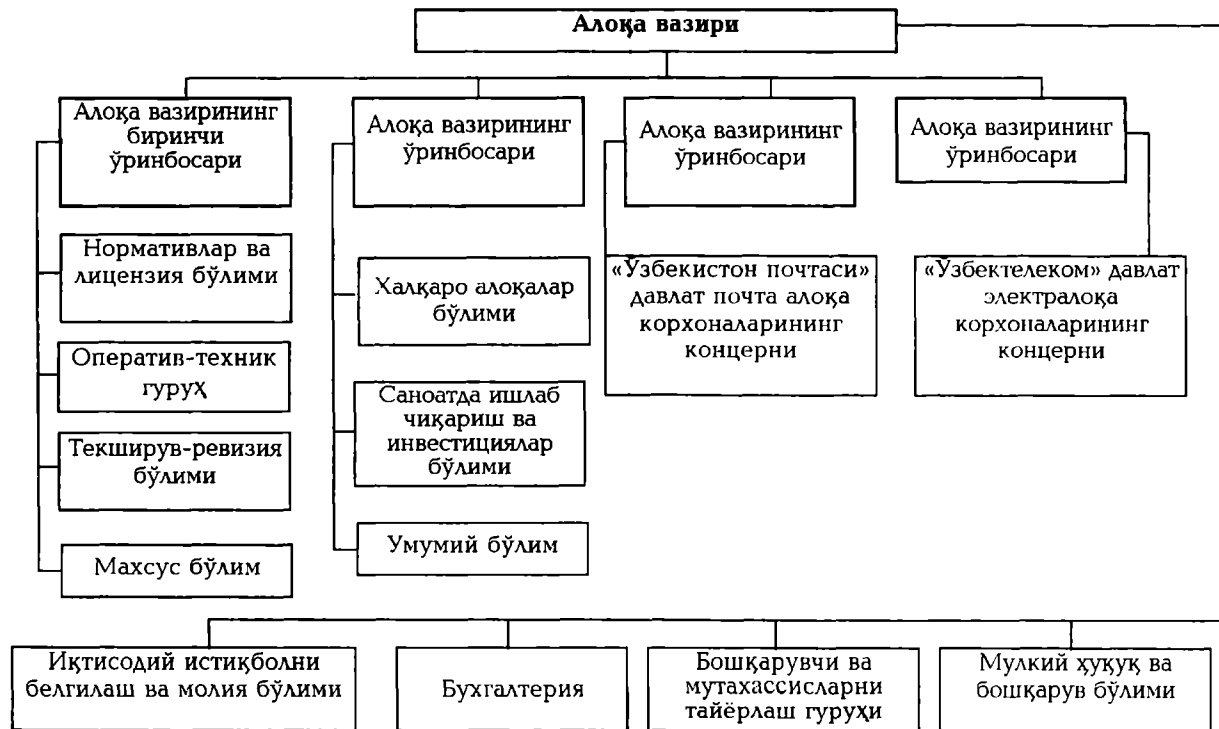 Алоқа вазири
Алоқа вазирининг
биринчи
ўринбосари
Нормативлар ва
лицензия бўлими
Оператив-техник
гуруҳ
Текширув-ревизия
бўлими
Махсус бўлим
Алоқа вазирининг
ўринбосари
Халқаро алоқалар
бўлими
Саноатда ишлаб
чиқариш ва
инвестициялар
бўлими
Умумий бўлим
Алоқа вазирининг
ўринбосари
«Ўзбекистон почтаси»
давлат почта алоқа
корхоналарининг
концерни
Алоқа вазирининг
ўринбосари
«Ўзбектелеком» давлат
электралоқа
корхоналарининг
концерни
Иқтисодий истиқболни
белгилаш ва молия бўлими
Бухгалтерия
Бошқарувчи ва
мутахассисларни
тайёрлаш гуруҳи
Мулкий ҳуқуқ ва
бошқарув бўлими